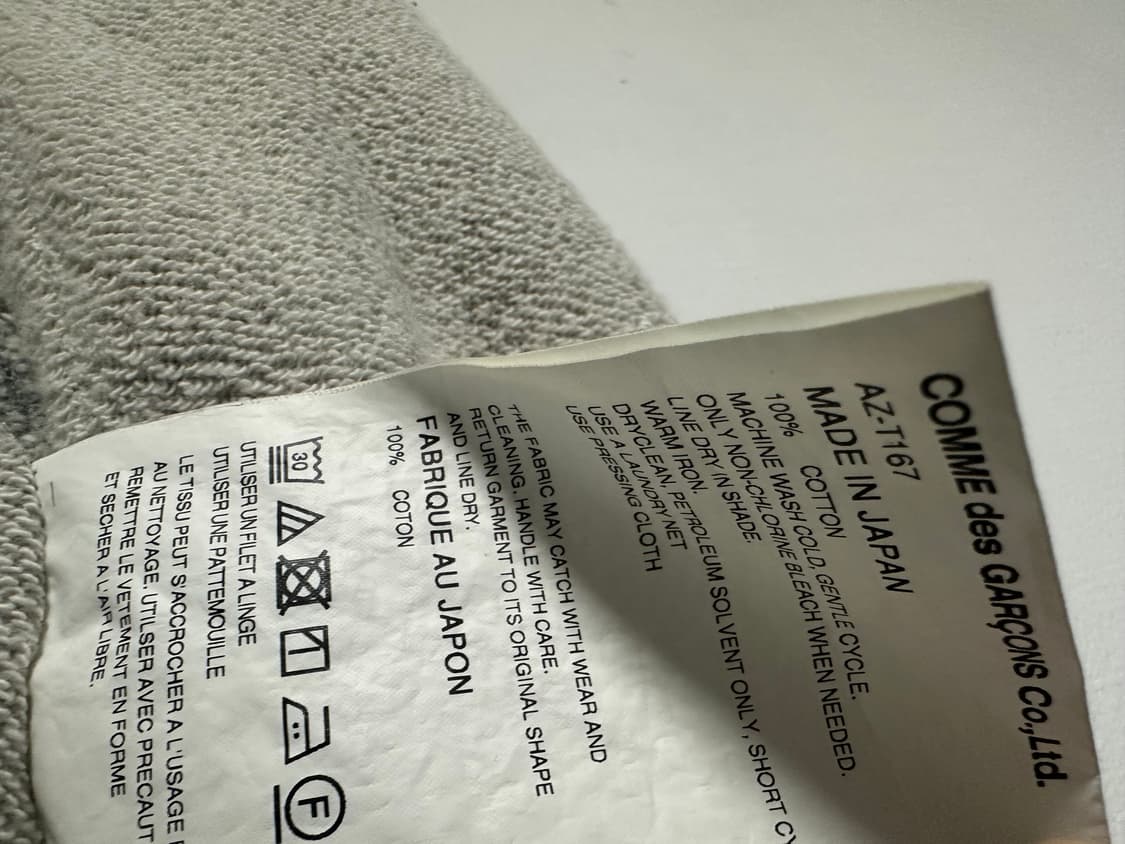 COMME des GARÇONS Co.,Ltd.
AZ-T167
MADE IN JAPAN
100% COTTON
MACHINE WASH COLD, GENTLE CYCLE.
ONLY NON-CHLORINE BLEACH WHEN NEEDED.
LINE DRY IN SHADE.
WARM IRON.
DRYCLEAN, PETROLEUM SOLVENT ONLY, SHORT CY
USE A LAUNDRY NET
USE PRESSING CLOTH
THE FABRIC MAY CATCH WITH WEAR AND
CLEANING. HANDLE WITH CARE.
RETURN GARMENT TO ITS ORIGINAL SHAPE
AND LINE DRY.
FABRIQUE AU JAPON
100% COTON
30 F
UTILISER UN FILET A LINGE
UTILISER UNE PATTEMOUILLE
LE TISSU PEUT S'ACCROCHER A L'USAGE
AU NETTOYAGE. UTILSER AVEC PRECAUT
REMETTRE LE VETEMENT EN FORME
ET SECHER A L'AIR LIBRE.